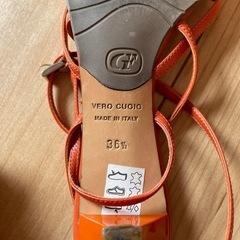 GF
VERO CUOIO
MADE IN ITALY
36½